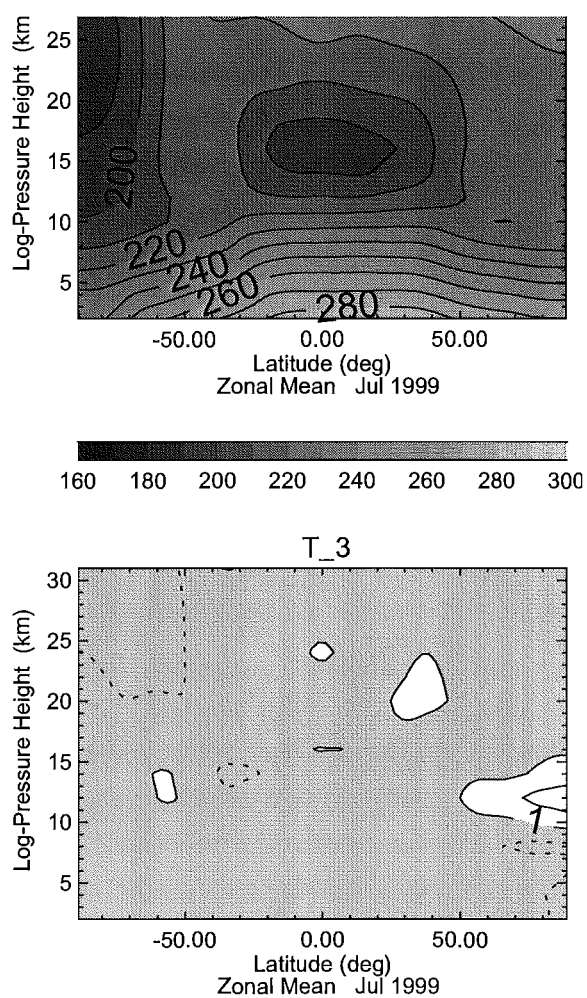 25
20
15
10
5
Log-Pressure Height (km
200
220
240
260
280
-50.00 0.00 50.00
Latitude (deg)
Zonal Mean Jul 1999
160 180 200 220 240 260 280 300
T_3
30
25
20
15
10
5
Log-Pressure Height (km)
1
-50.00 0.00 50.00
Latitude (deg)
Zonal Mean Jul 1999